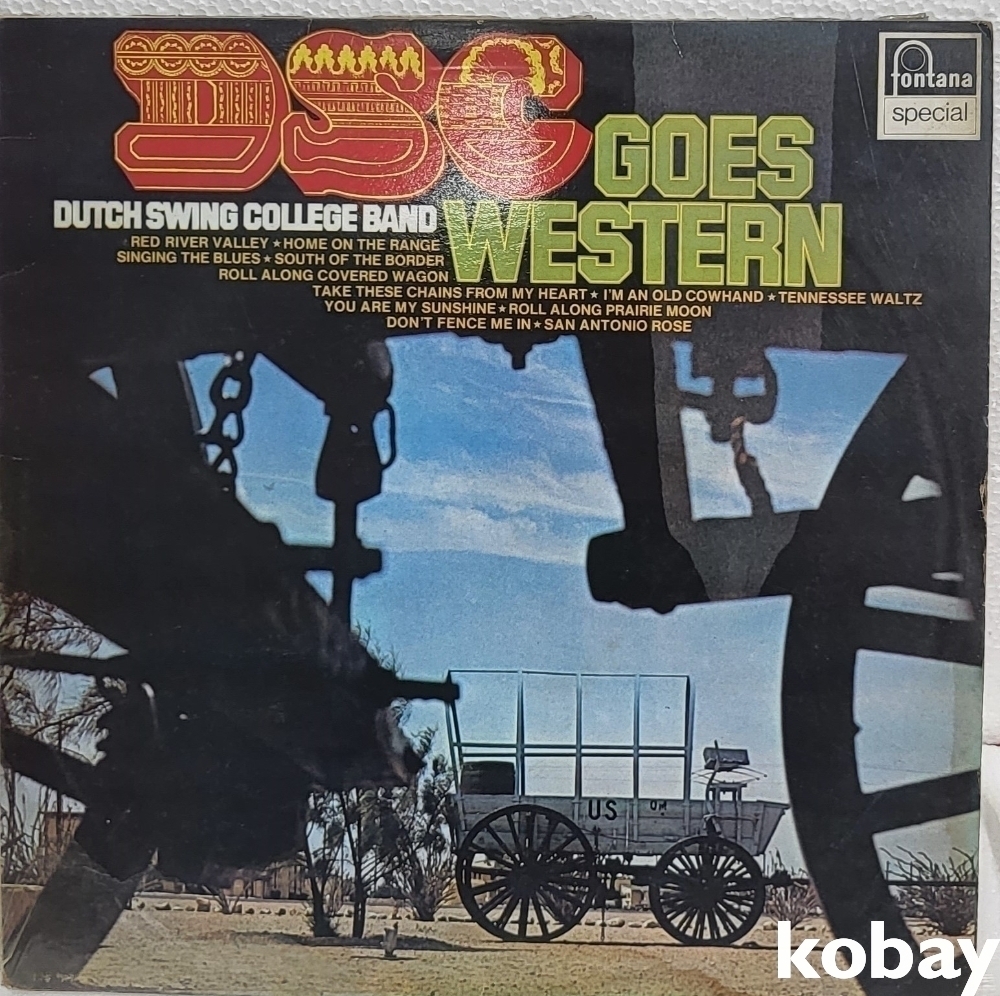 DSC
GOES
WESTERN
fontana
special
DUTCH SWING COLLEGE BAND
RED RIVER VALLEY ★ HOME ON THE RANGE
SINGING THE BLUES ★ SOUTH OF THE BORDER
ROLL ALONG COVERED WAGON
TAKE THESE CHAINS FROM MY HEART ★ I'M AN OLD COWHAND ★ TENNESSEE WALTZ
YOU ARE MY SUNSHINE ★ ROLL ALONG PRAIRIE MOON
DON'T FENCE ME IN ★ SAN ANTONIO ROSE
US
kobay